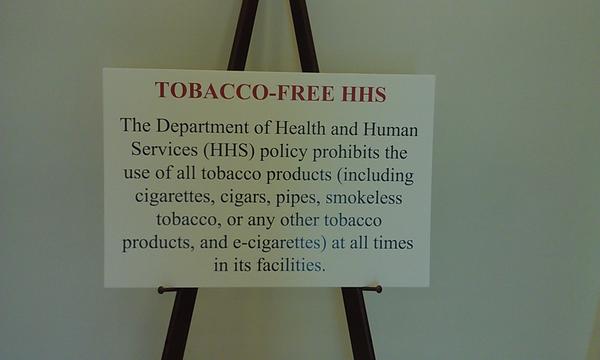 TOBACCO-FREE HHS
The Department of Health and Human
Services (HHS) policy prohibits the
use of all tobacco products (including
cigarettes, cigars, pipes, smokeless
tobacco, or any other tobacco
products, and e-cigarettes) at all times
in its facilities.